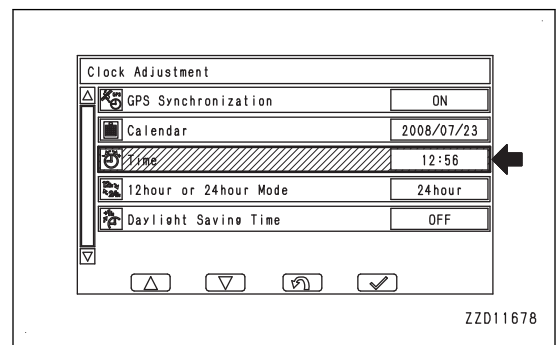 Clock Adjustment
GPS Synchronization ON
Calendar 2008/07/23
Time 12:56
12hour or 24hour Mode 24hour
Daylight Saving Time OFF
ZZD11678